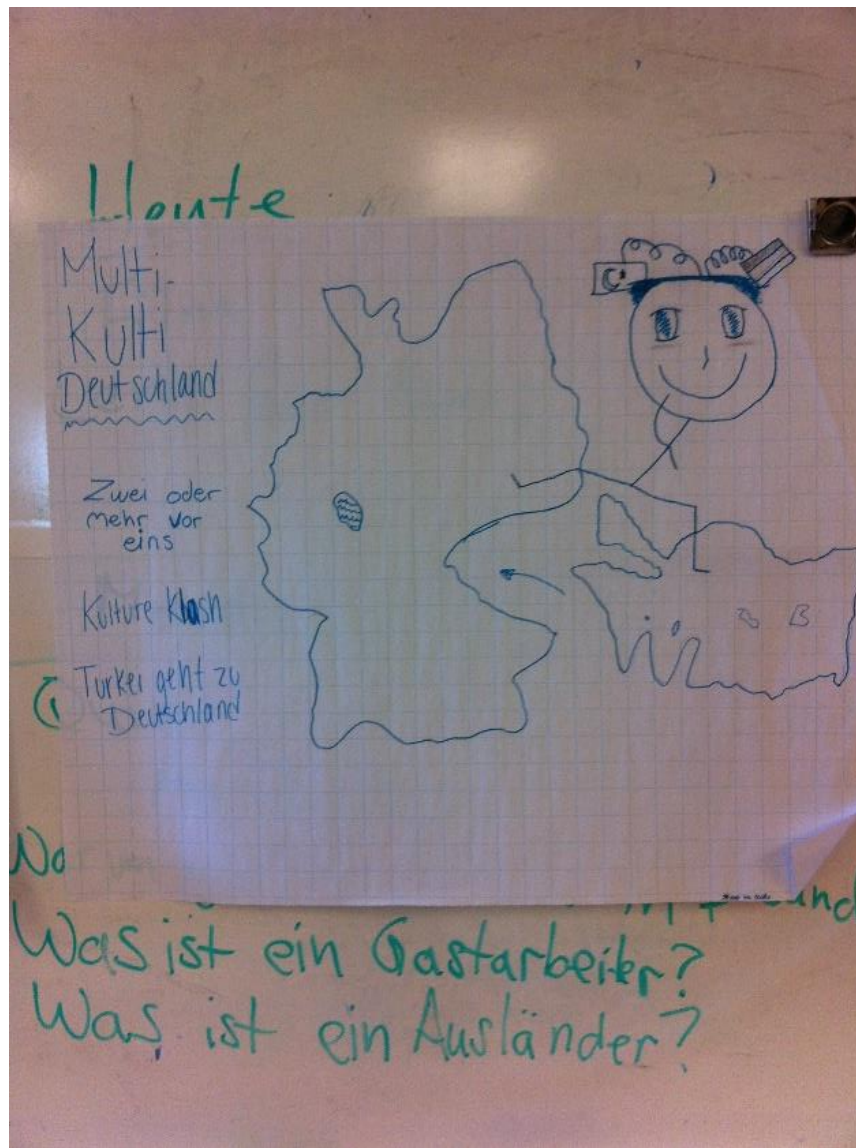 Heute
Multi-
Kulti
Deutschland
Zwei oder
mehr vor
eins
Kulture Klash
Turkei geht zu
Deutschland
Was ist ein Gastarbeiter?
Was ist ein Ausländer?